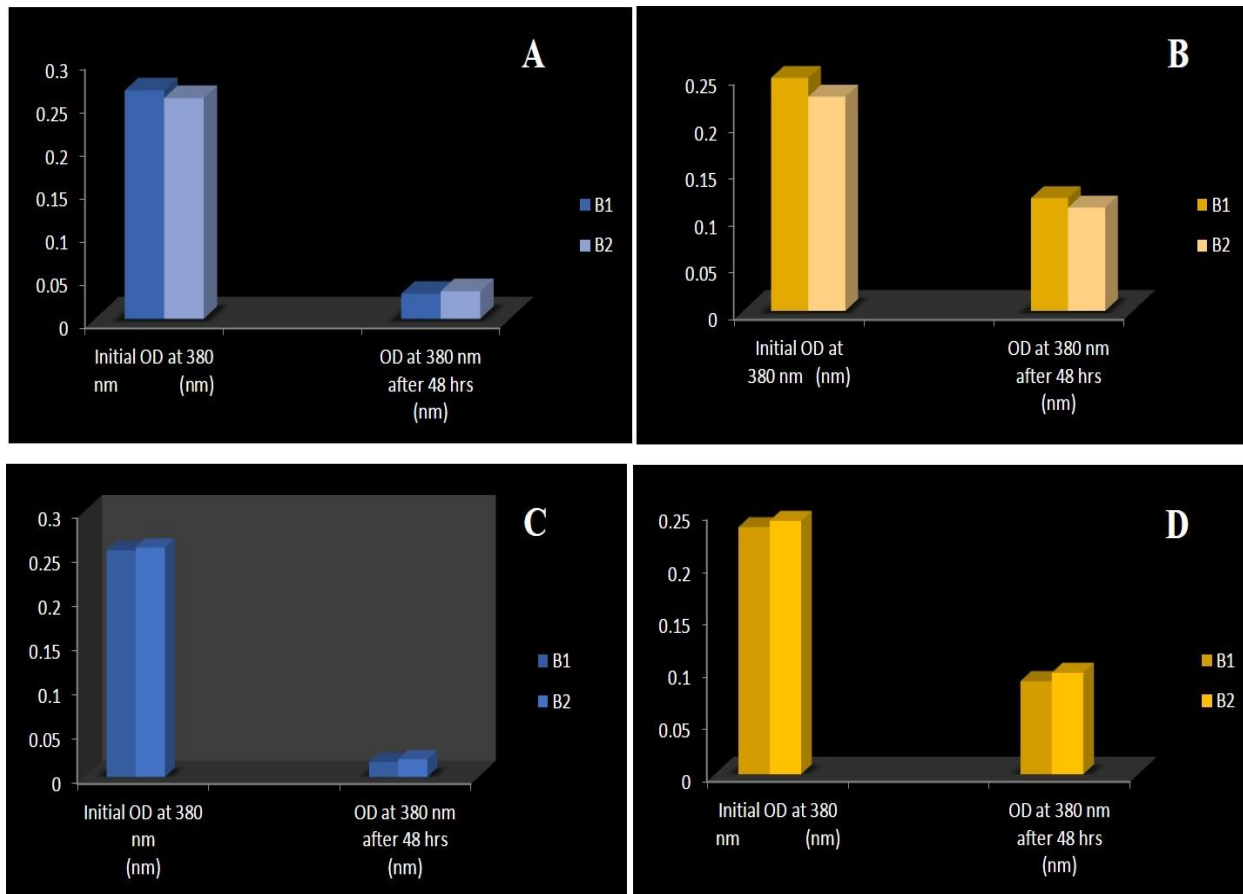 A
0.3
0.25
0.2
0.15
0.1
0.05
0
Initial OD at 380
nm (nm)
OD at 380 nm
after 48 hrs
(nm)
B1
B2
B
0.25
0.2
0.15
0.1
0.05
0
Initial OD at
380 nm (nm)
OD at 380 nm
after 48 hrs
(nm)
B1
B2
C
0.3
0.25
0.2
0.15
0.1
0.05
0
Initial OD at 380
nm
(nm)
OD at 380 nm
after 48 hrs
(nm)
B1
B2
D
0.25
0.2
0.15
0.1
0.05
0
Initial OD at 380
nm (nm)
OD at 380 nm
after 48 hrs
(nm)
B1
B2